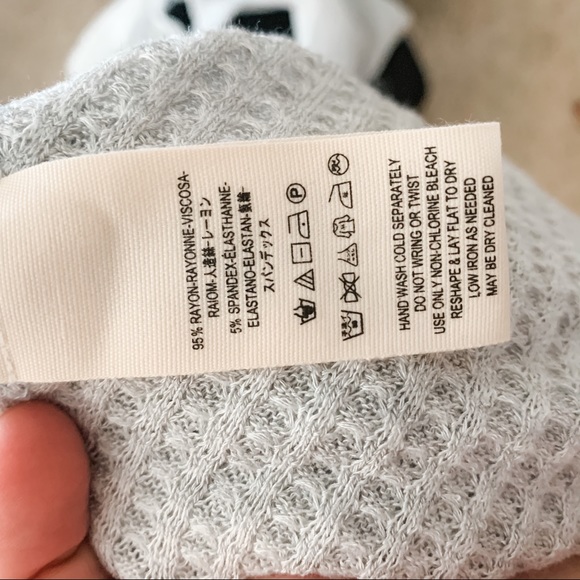 95% RAYON-RAYONNE-VISCOSA-
RAIOM-人造絲-レーヨン
5% SPANDEX-ÉLASTHANNE-
ELASTANO-ELASTAN-氨綸-
スパンデックス
P
HAND WASH COLD SEPARATELY
DO NOT WRING OR TWIST
USE ONLY NON-CHLORINE BLEACH
RESHAPE & LAY FLAT TO DRY
LOW IRON AS NEEDED
MAY BE DRY CLEANED